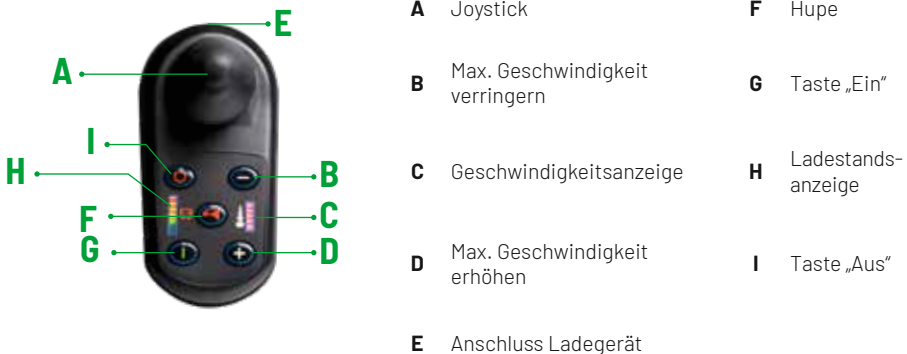 E
A
I
H
B
F
C
G
D
A Joystick
F Hupe
B Max. Geschwindigkeit
verringern
G Taste „Ein“
C Geschwindigkeitsanzeige
H Ladestands-
anzeige
D Max. Geschwindigkeit
erhöhen
I Taste „Aus“
E Anschluss Ladegerät